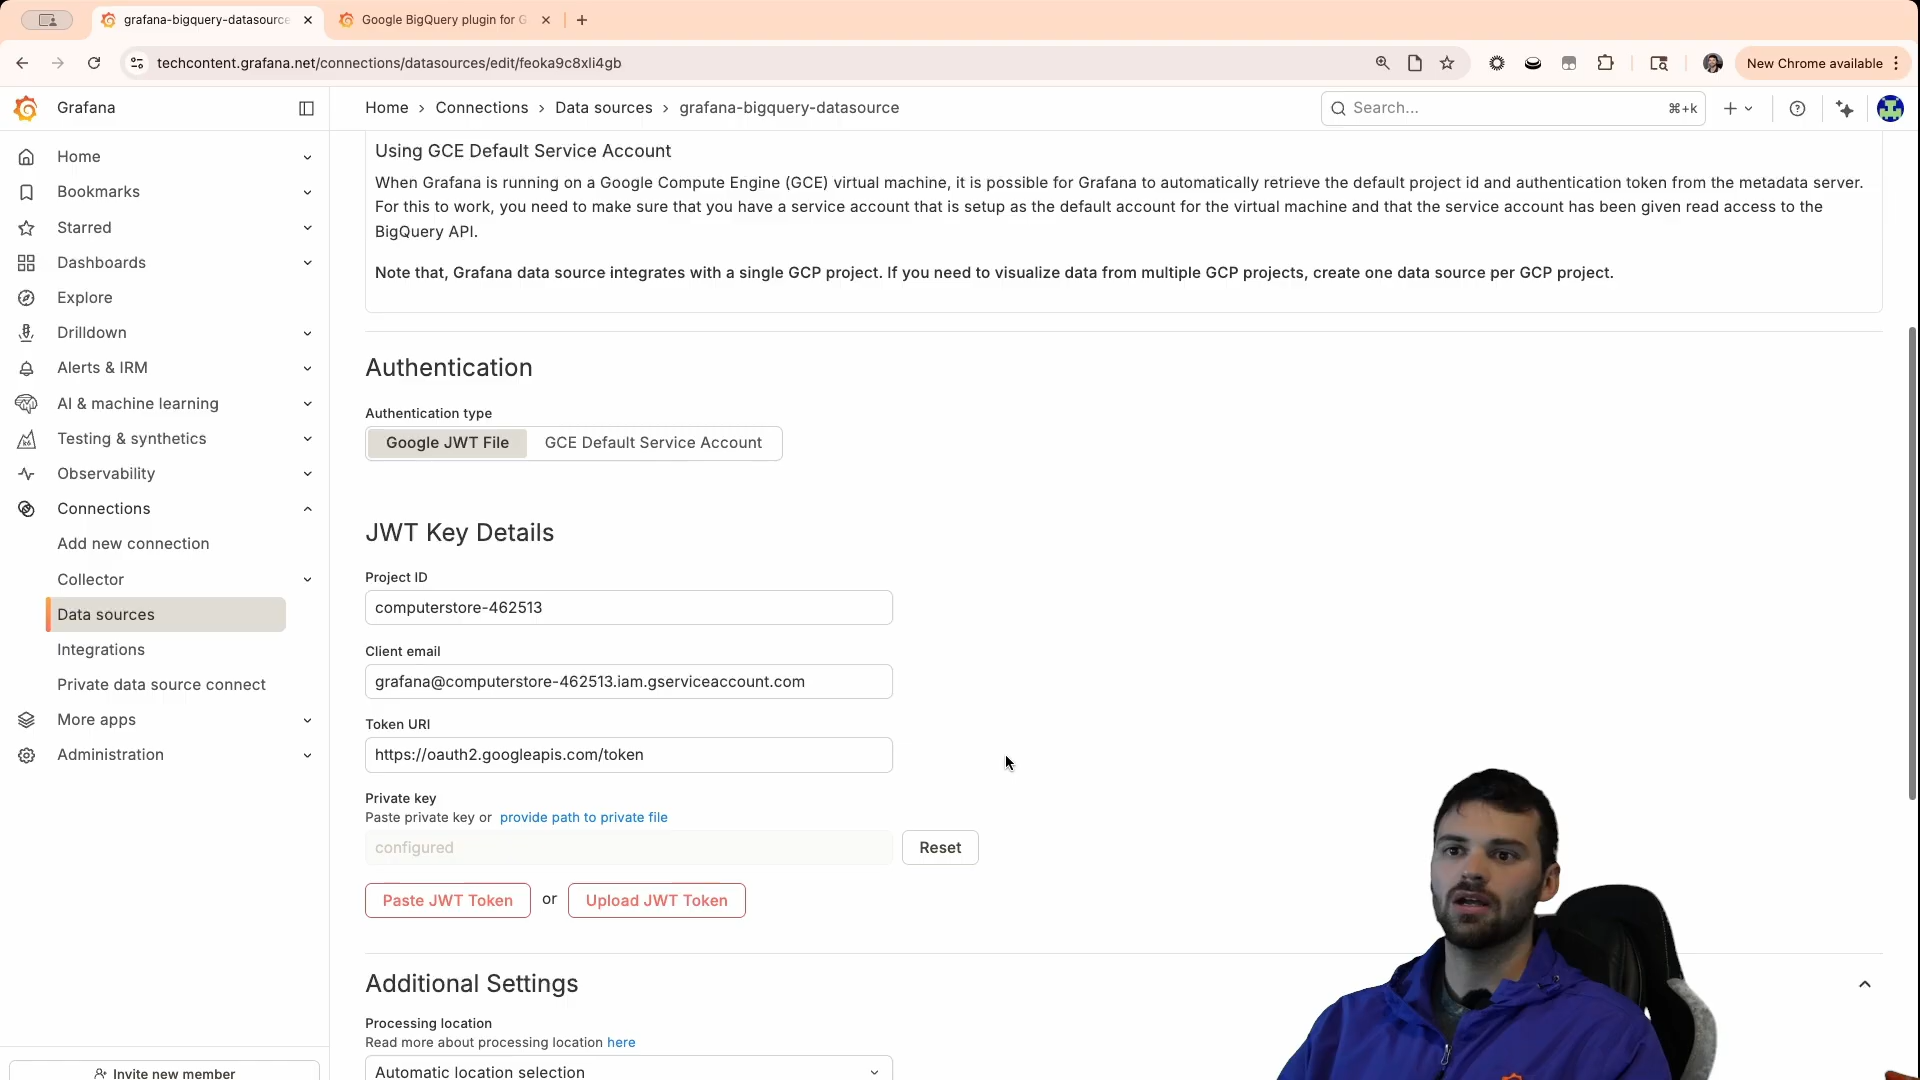 grafana-bigquery-datasource
Google BigQuery plugin for G
techcontent.grafana.net/connections/datasources/edit/feoka9c8xli4gb
New Chrome available
Grafana
Home
Bookmarks
Starred
Dashboards
Explore
Drilldown
Alerts & IRM
AI & machine learning
Testing & synthetics
Observability
Connections
Add new connection
Collector
Data sources
Integrations
Private data source connect
More apps
Administration
Invite new member
Home › Connections › Data sources › grafana-bigquery-datasource
Search...
⌘+k
Using GCE Default Service Account
When Grafana is running on a Google Compute Engine (GCE) virtual machine, it is possible for Grafana to automatically retrieve the default project id and authentication token from the metadata server.
For this to work, you need to make sure that you have a service account that is setup as the default account for the virtual machine and that the service account has been given read access to the
BigQuery API.
Note that, Grafana data source integrates with a single GCP project. If you need to visualize data from multiple GCP projects, create one data source per GCP project.
Authentication
Authentication type
Google JWT File
GCE Default Service Account
JWT Key Details
Project ID
computerstore-462513
Client email
grafana@computerstore-462513.iam.gserviceaccount.com
Token URI
https://oauth2.googleapis.com/token
Private key
Paste private key or provide path to private file
configured
Reset
Paste JWT Token or Upload JWT Token
Additional Settings
Processing location
Read more about processing location here
Automatic location selection